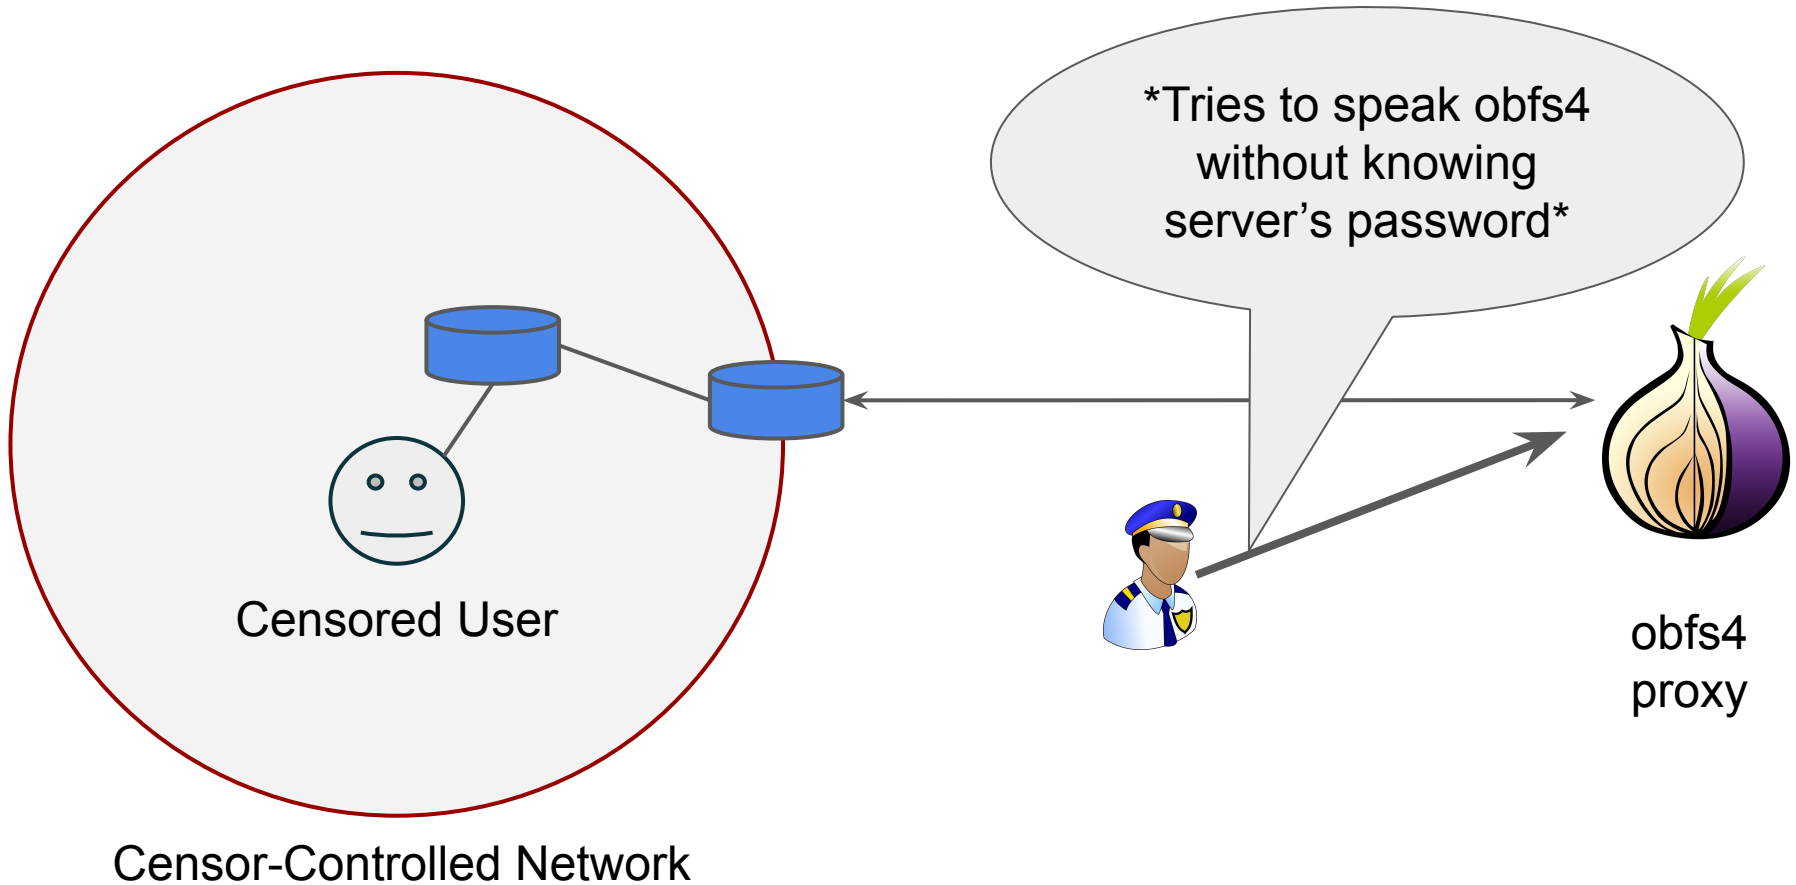 *Tries to speak obfs4
without knowing
server’s password*
Censored User
obfs4
proxy
Censor-Controlled Network